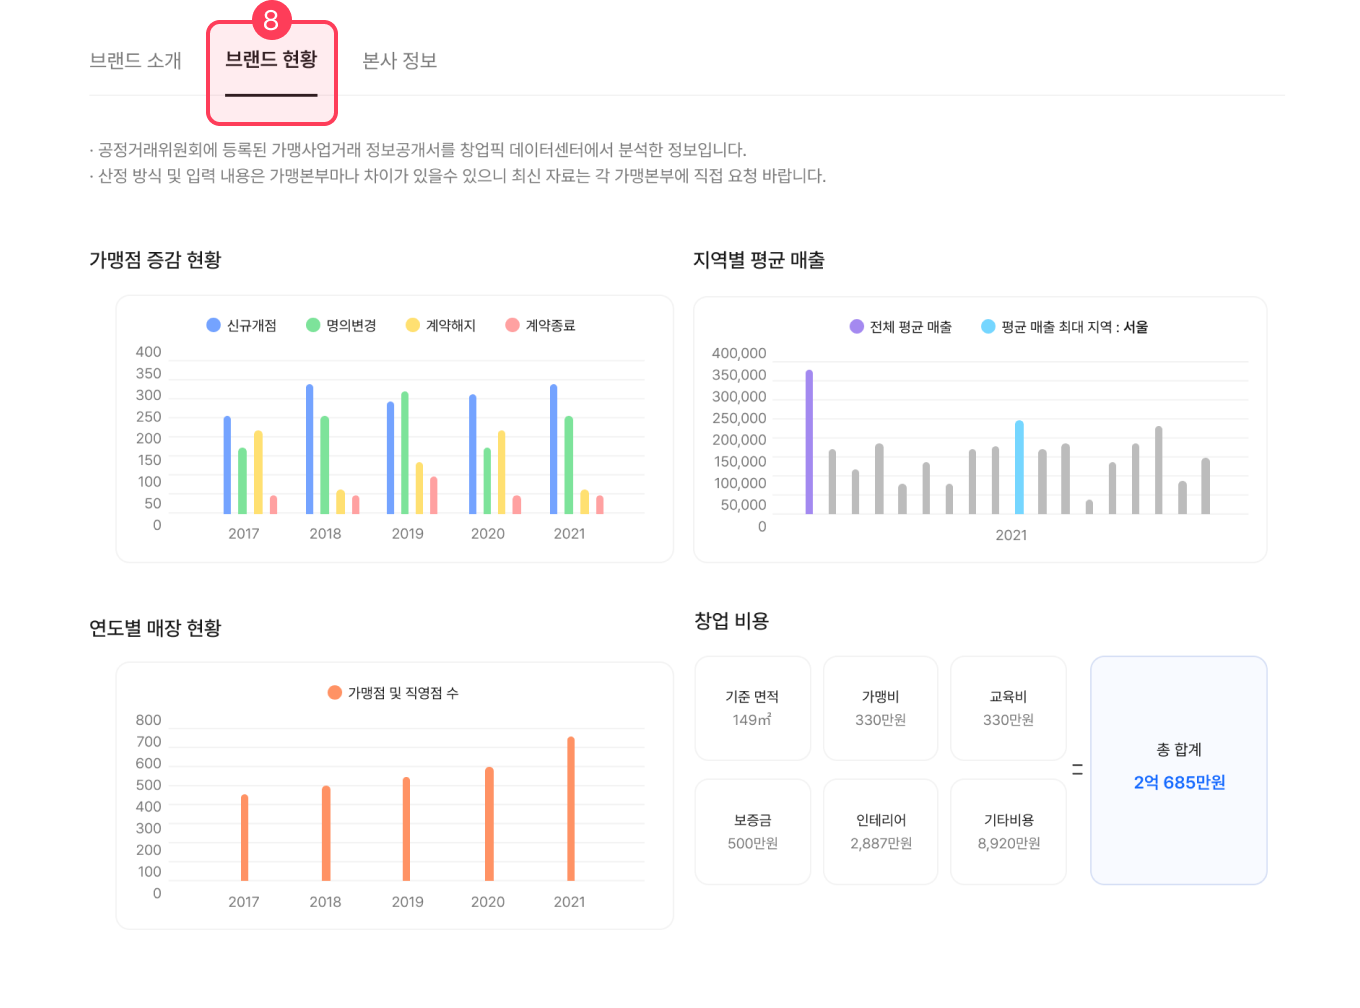 8
브랜드 소개
브랜드 현황
본사 정보
· 공정거래위원회에 등록된 가맹사업거래 정보공개서를 창업픽 데이터센터에서 분석한 정보입니다.
· 산정 방식 및 입력 내용은 가맹본부마나 차이가 있을수 있으니 최신 자료는 각 가맹본부에 직접 요청 바랍니다.
가맹점 증감 현황
신규개점 명의변경 계약해지 계약종료
400
350
300
250
200
150
100
50
0
2017 2018 2019 2020 2021
지역별 평균 매출
전체 평균 매출 평균 매출 최대 지역 : 서울
400,000
350,000
300,000
250,000
200,000
150,000
100,000
50,000
0
2021
연도별 매장 현황
가맹점 및 직영점 수
800
700
600
500
400
300
200
100
0
2017 2018 2019 2020 2021
창업 비용
기준 면적
149㎡
가맹비
330만원
교육비
330만원
보증금
500만원
인테리어
2,887만원
기타비용
8,920만원
=
총 합계
2억 685만원